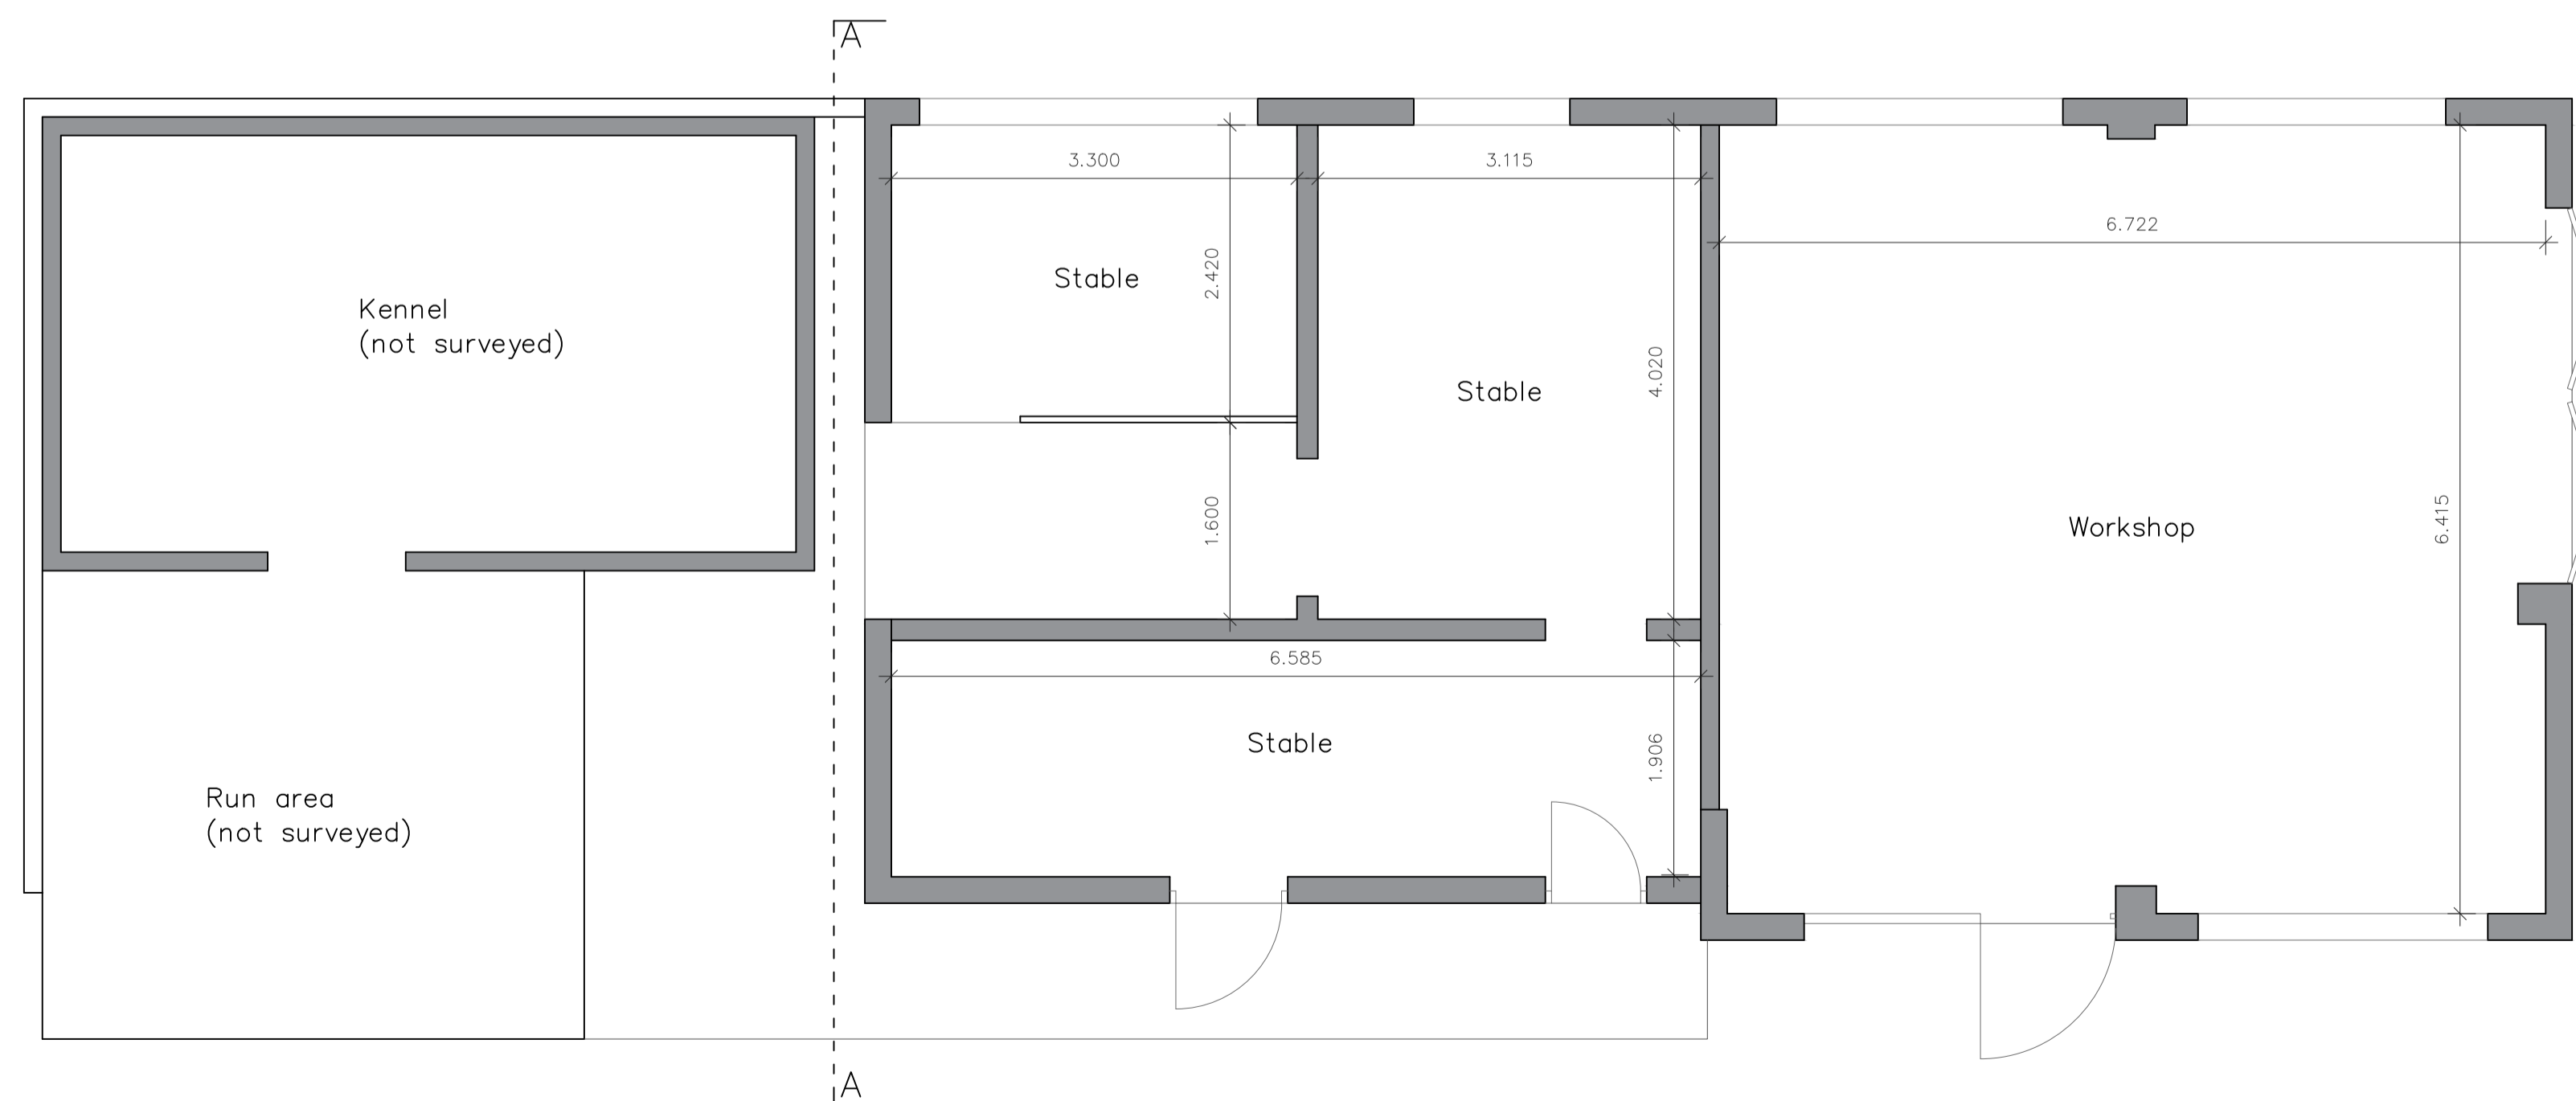 A
3.300
3.115
6.722
2.420
Stable
Kennel
(not surveyed)
4.020
Stable
1.600
6.415
Workshop
6.585
Stable
1.906
Run area
(not surveyed)
A